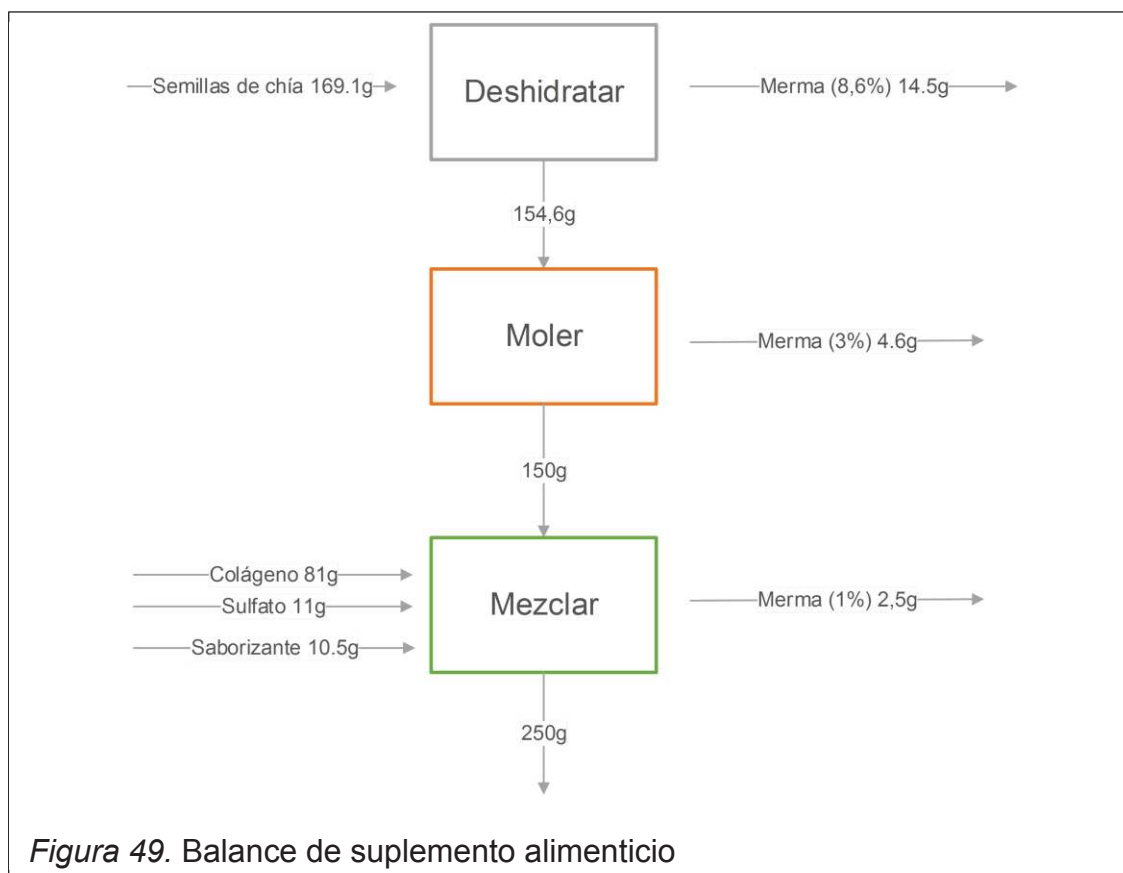 Semillas de chía 169.1g
Deshidratar
Merma (8,6%) 14.5g
154,6g
Moler
Merma (3%) 4.6g
150g
Colágeno 81g
Sulfato 11g
Saborizante 10.5g
Mezclar
Merma (1%) 2,5g
250g
Figura 49. Balance de suplemento alimenticio